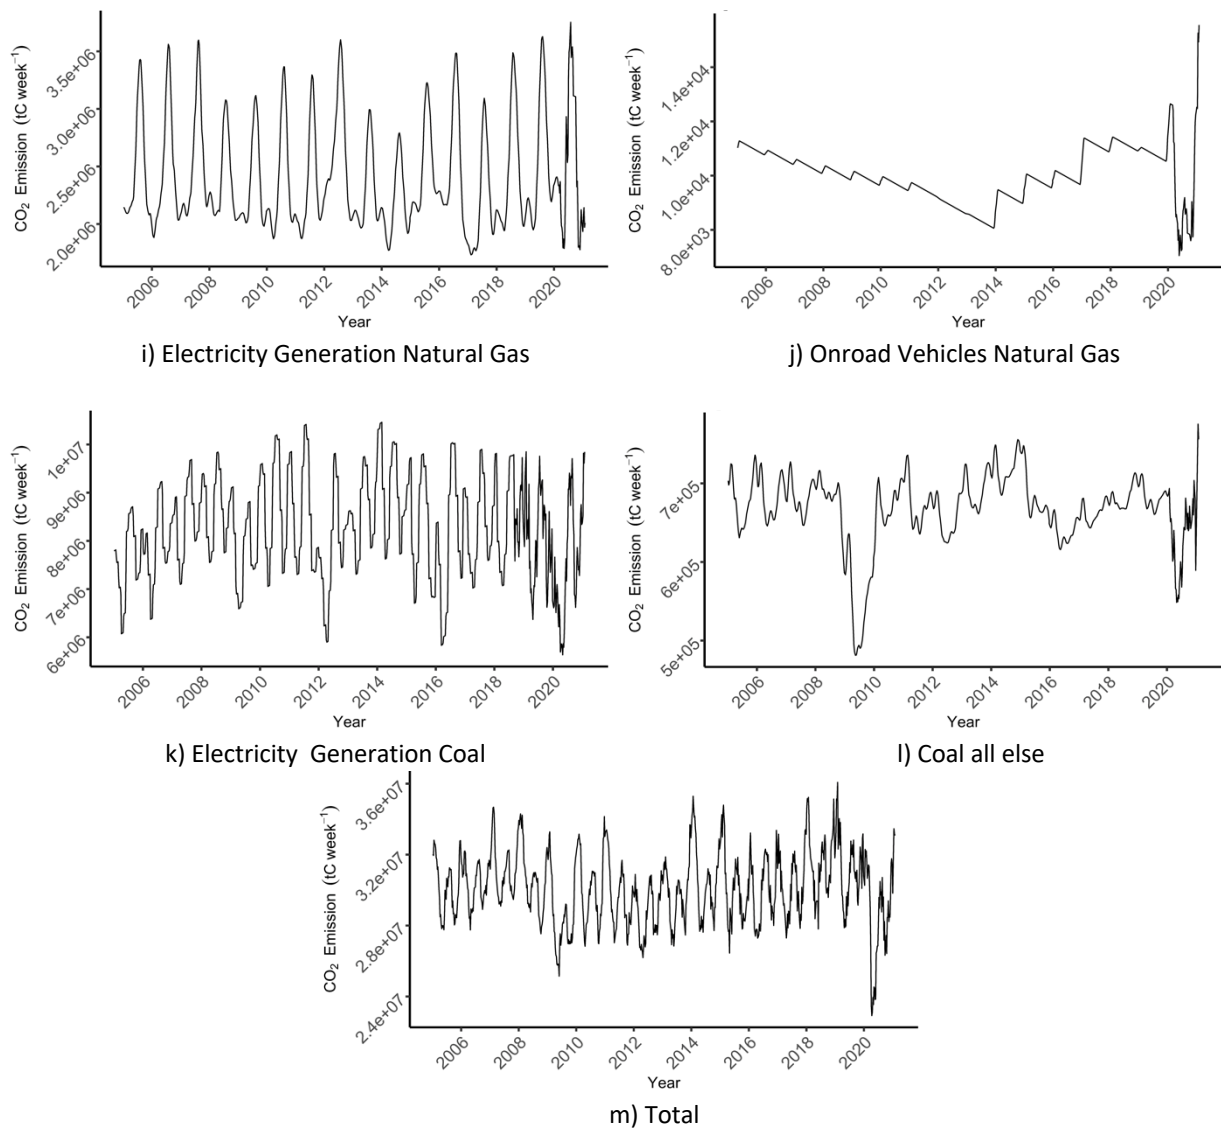 CO₂ Emission (tC week⁻¹)
3.5e+06
3.0e+06
2.5e+06
2.0e+06
2006 2008 2010 2012 2014 2016 2018 2020
Year
i) Electricity Generation Natural Gas
CO₂ Emission (tC week⁻¹)
1.4e+04
1.2e+04
1.0e+04
8.0e+03
2006 2008 2010 2012 2014 2016 2018 2020
Year
j) Onroad Vehicles Natural Gas
CO₂ Emission (tC week⁻¹)
1e+07
9e+06
8e+06
7e+06
6e+06
2006 2008 2010 2012 2014 2016 2018 2020
Year
k) Electricity Generation Coal
CO₂ Emission (tC week⁻¹)
7e+05
6e+05
5e+05
2006 2008 2010 2012 2014 2016 2018 2020
Year
l) Coal all else
CO₂ Emission (tC week⁻¹)
3.6e+07
3.2e+07
2.8e+07
2.4e+07
2006 2008 2010 2012 2014 2016 2018 2020
Year
m) Total